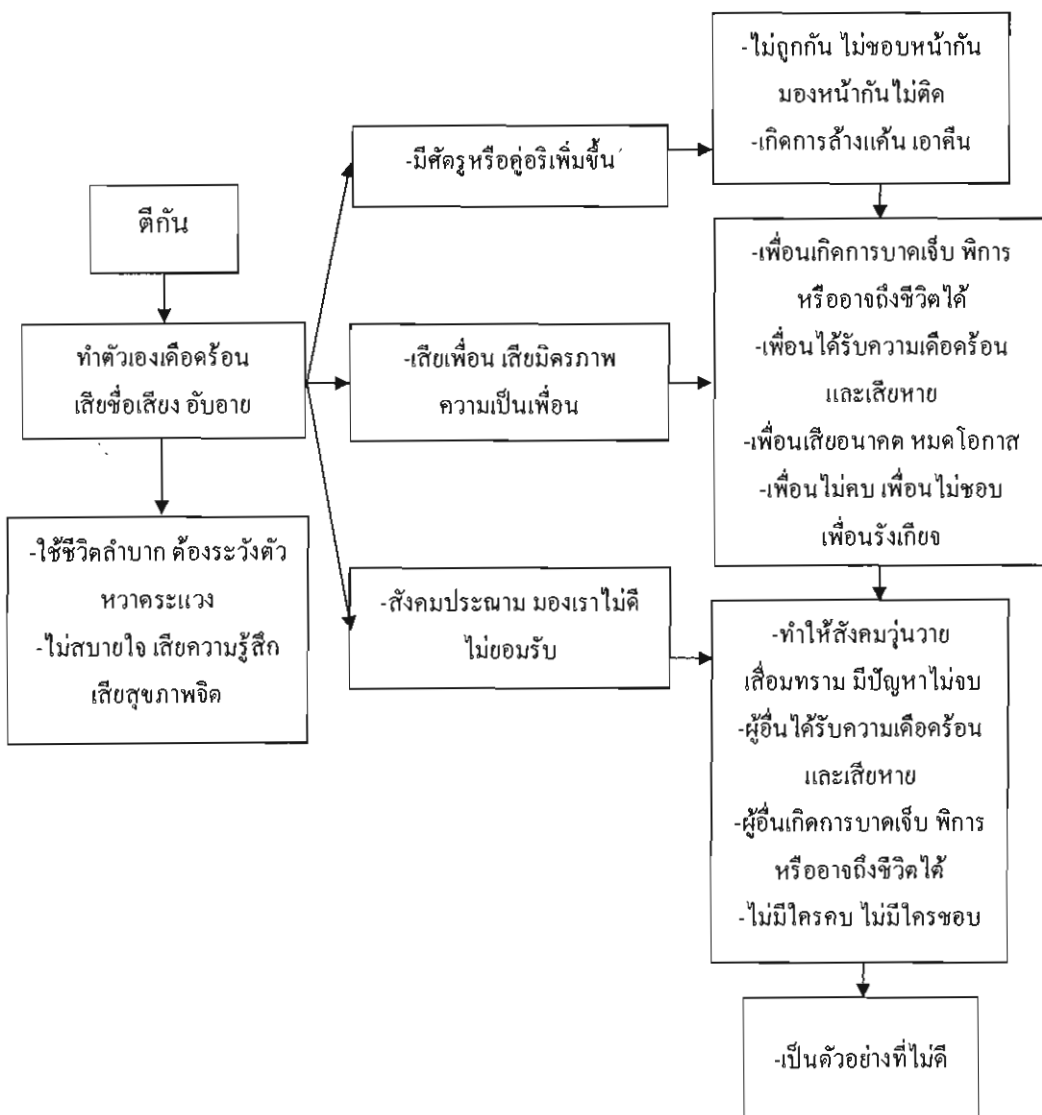 ตีกัน
ทำตัวเองเดือดร้อน
เสียชื่อเสียง อับอาย
-ใช้ชีวิตลำบาก ต้องระวังตัว
หวาดระแวง
-ไม่สบายใจ เสียความรู้สึก
เสียสุขภาพจิต
-มีศัตรูหรือคู่อริเพิ่มขึ้น
-เสียเพื่อน เสียมิตรภาพ
ความเป็นเพื่อน
-สังคมประณาม มองเราไม่ดี
ไม่ยอมรับ
-ไม่ถูกกัน ไม่ชอบหน้ากัน
มองหน้ากันไม่ติด
-เกิดการล้างแค้น เอาคืน
-เพื่อนเกิดการบาดเจ็บ พิการ
หรืออาจถึงชีวิตได้
-เพื่อนได้รับความเดือดร้อน
และเสียหาย
-เพื่อนเสียอนาคต หมดโอกาส
-เพื่อนไม่คบ เพื่อนไม่ชอบ
เพื่อนรังเกียจ
-ทำให้สังคมวุ่นวาย
เสื่อมทราม มีปัญหาไม่จบ
-ผู้อื่นได้รับความเดือดร้อน
และเสียหาย
-ผู้อื่นเกิดการบาดเจ็บ พิการ
หรืออาจถึงชีวิตได้
-ไม่มีใครคบ ไม่มีใครชอบ
-เป็นตัวอย่างที่ไม่ดี